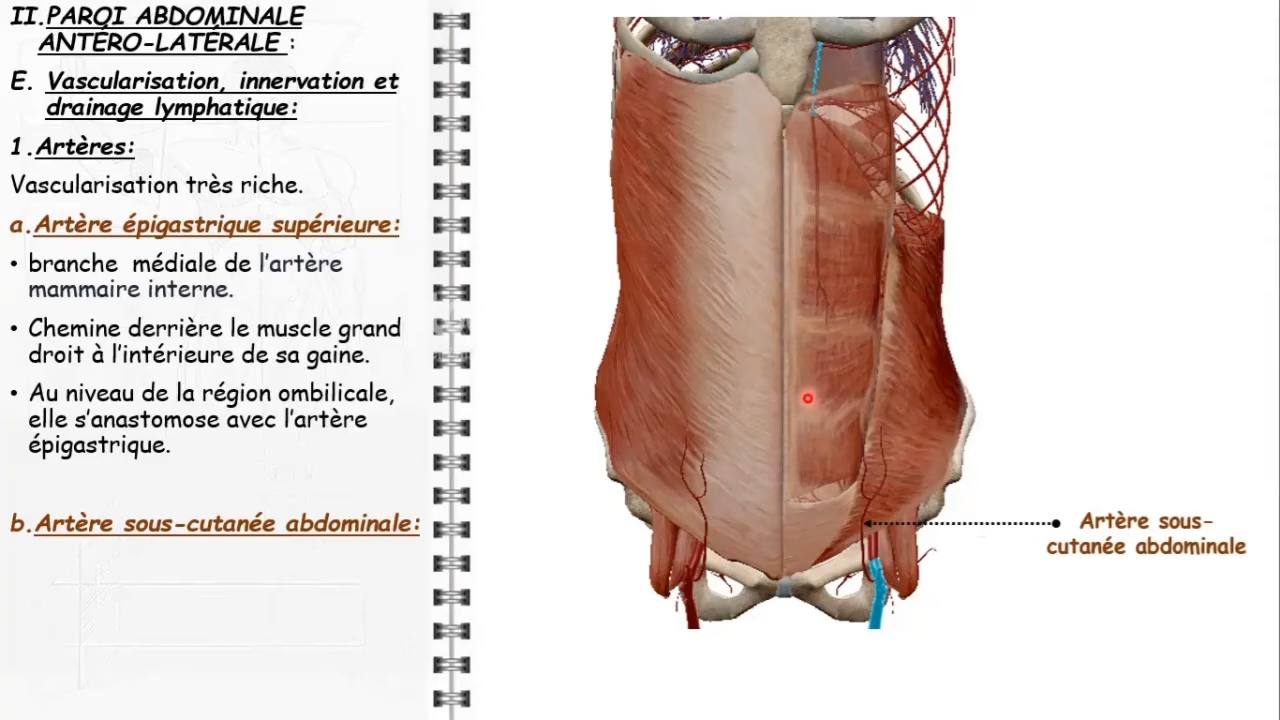 II.PAROI ABDOMINALE
ANTÉRO-LATÉRALE :
E. Vascularisation, innervation et
drainage lymphatique:
1.Artères:
Vascularisation très riche.
a.Artère épigastrique supérieure:
• branche médiale de l'artère
mammaire interne.
• Chemine derrière le muscle grand
droit à l'intérieure de sa gaine.
• Au niveau de la région ombilicale,
elle s'anastomose avec l'artère
épigastrique.
b.Artère sous-cutanée abdominale:
Artère sous-
cutanée abdominale